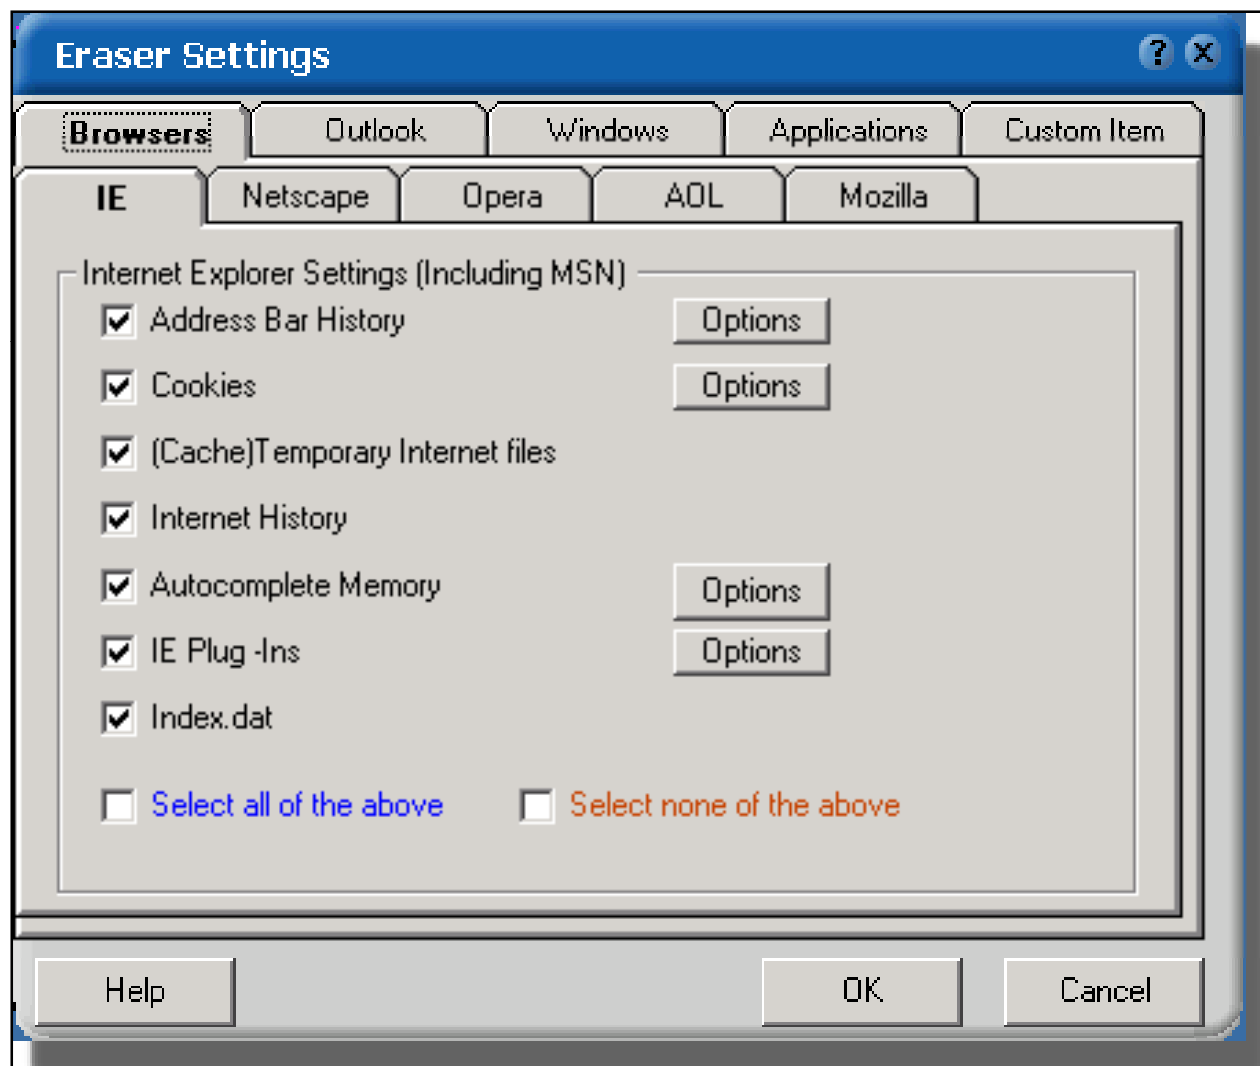 Eraser Settings
Browsers Outlook Windows Applications Custom Item
IE Netscape Opera AOL Mozilla
Internet Explorer Settings (Including MSN)
Address Bar History Options
Cookies Options
(Cache)Temporary Internet files
Internet History
Autocomplete Memory Options
IE Plug -Ins Options
Index.dat
Select all of the above Select none of the above
Help OK Cancel